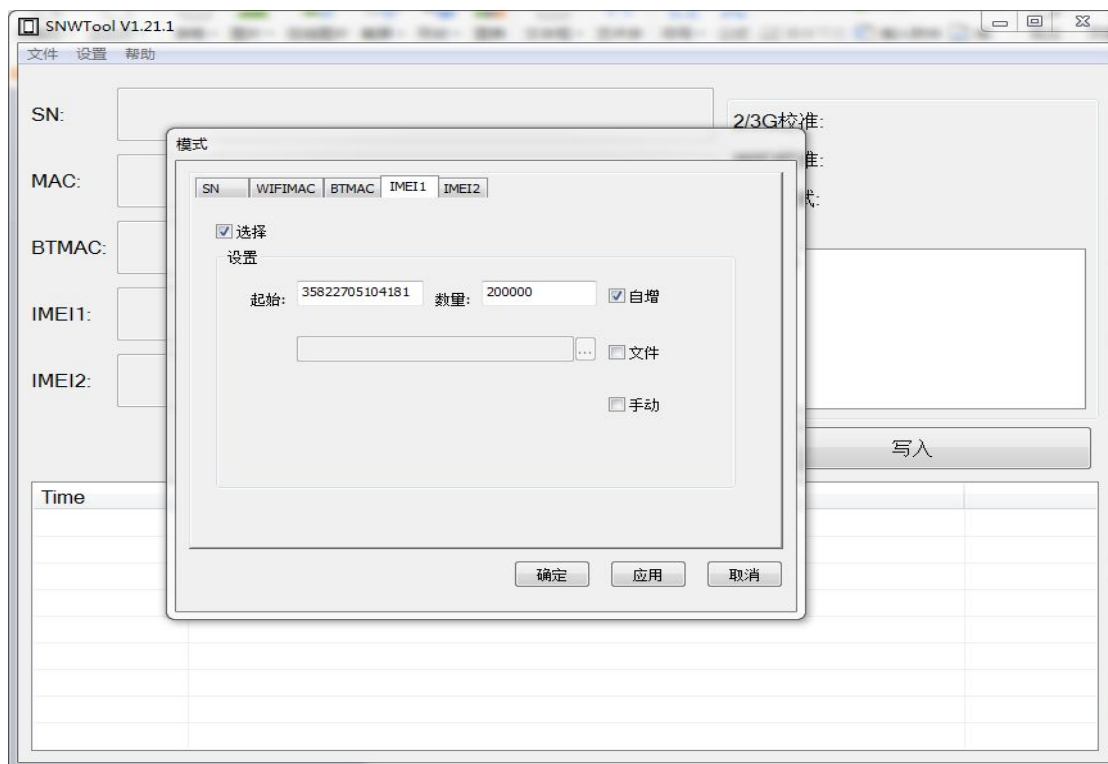 SNWTool V1.21.1
文件 设置 帮助
SN:
2/3G校准:
模式
准:
MAC:
SN WIFIMAC BTMAC IMEI1 IMEI2
式:
选择
BTMAC:
设置
起始: 35822705104181 数量: 200000 自增
IMEI1:
... 文件
IMEI2:
手动
写入
Time
确定 应用 取消